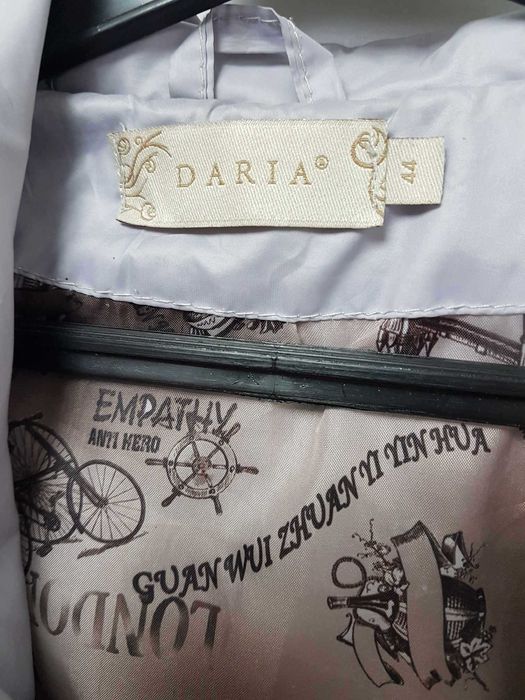 DARIA®
44
EMPATHY
ANTI HERO
GUAN WUI ZHUAN YI YIN HUA
LONDON